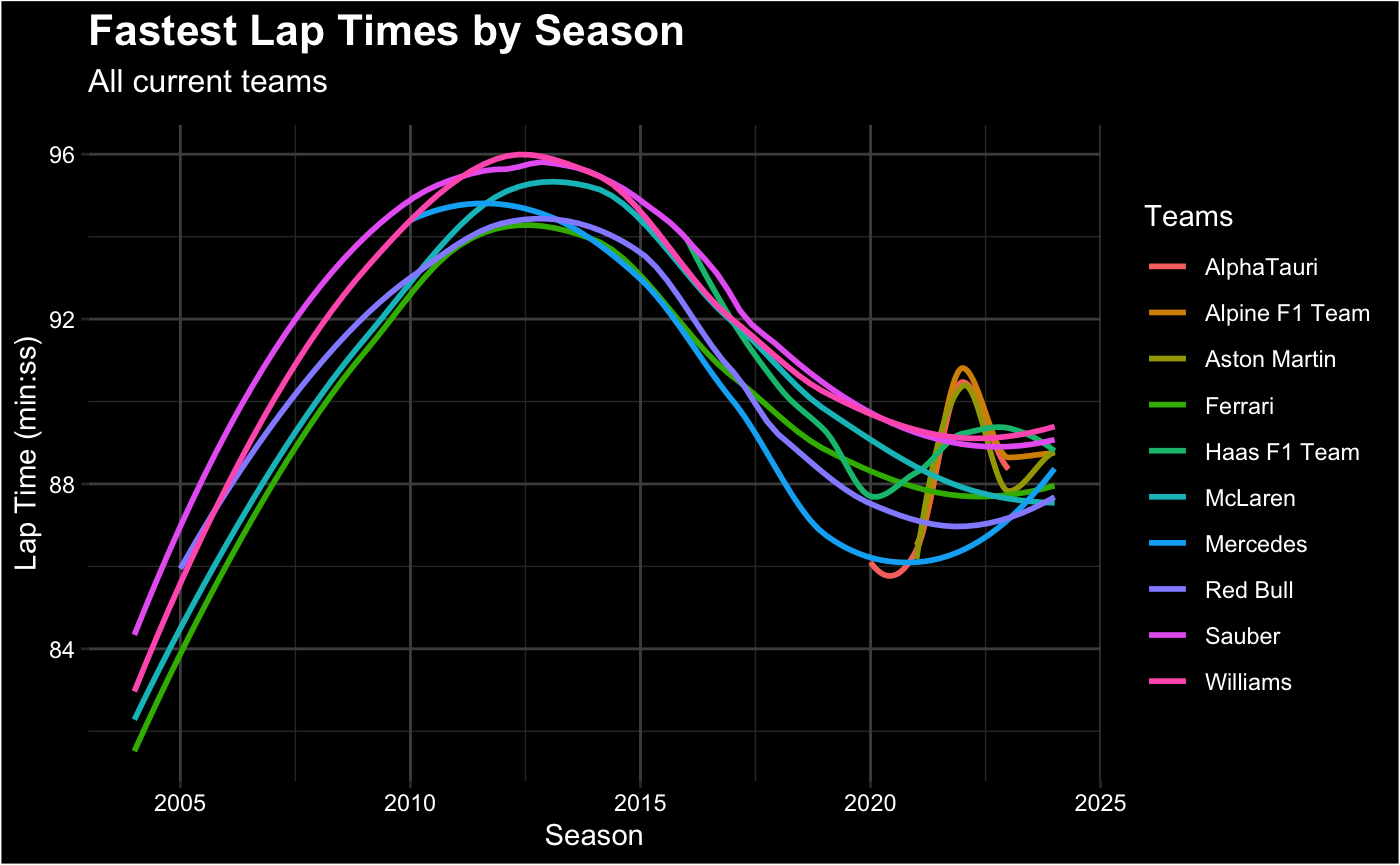 Fastest Lap Times by Season
All current teams
Lap Time (min:ss)
96
92
88
84
2005
2010
2015
2020
2025
Season
Teams
AlphaTauri
Alpine F1 Team
Aston Martin
Ferrari
Haas F1 Team
McLaren
Mercedes
Red Bull
Sauber
Williams